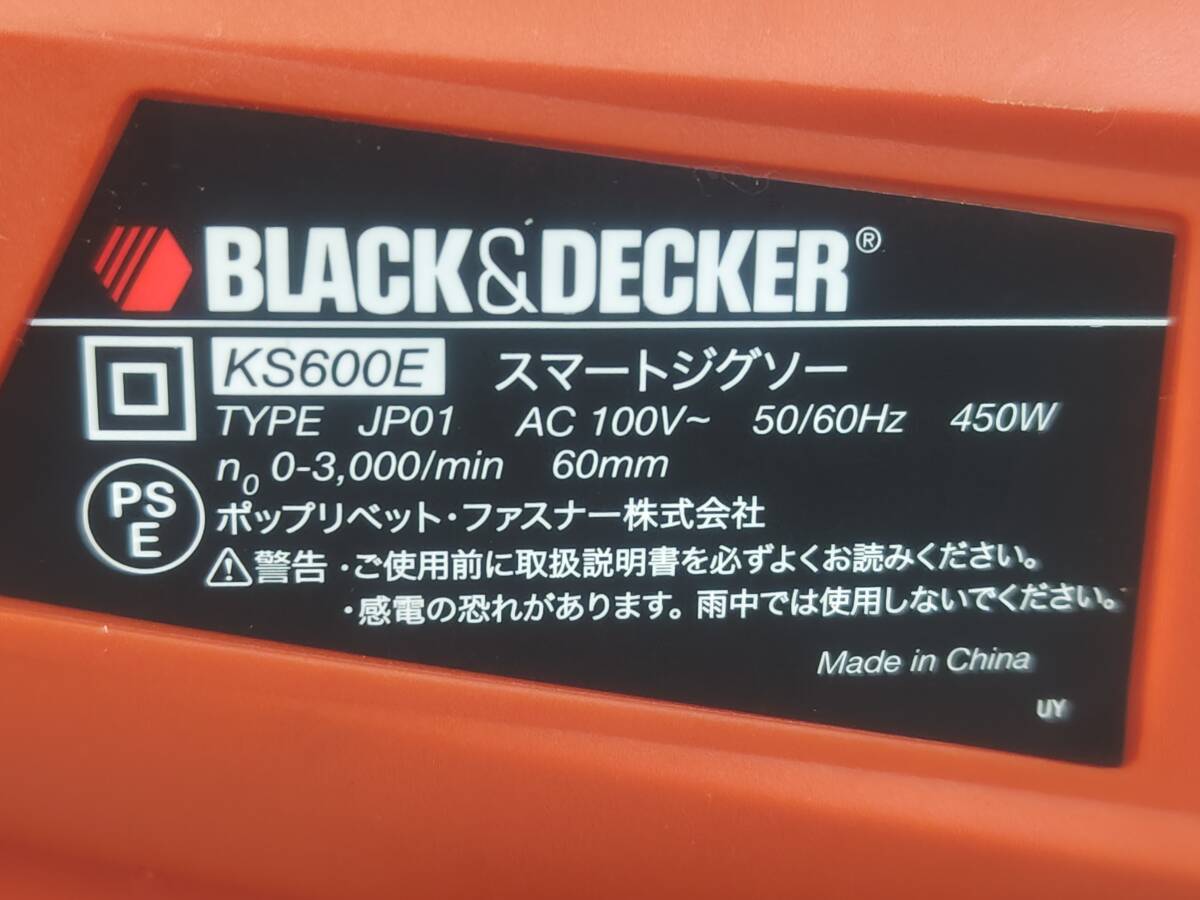 BLACK&DECKER®
KS600E スマートジグソー
TYPE JP01 AC 100V~ 50/60Hz 450W
n0 0-3,000/min 60mm
PS
E
ポップリベット・ファスナー株式会社
警告・ご使用前に取扱説明書を必ずよくお読みください。
・感電の恐れがあります。雨中では使用しないでください。
Made in China
UY